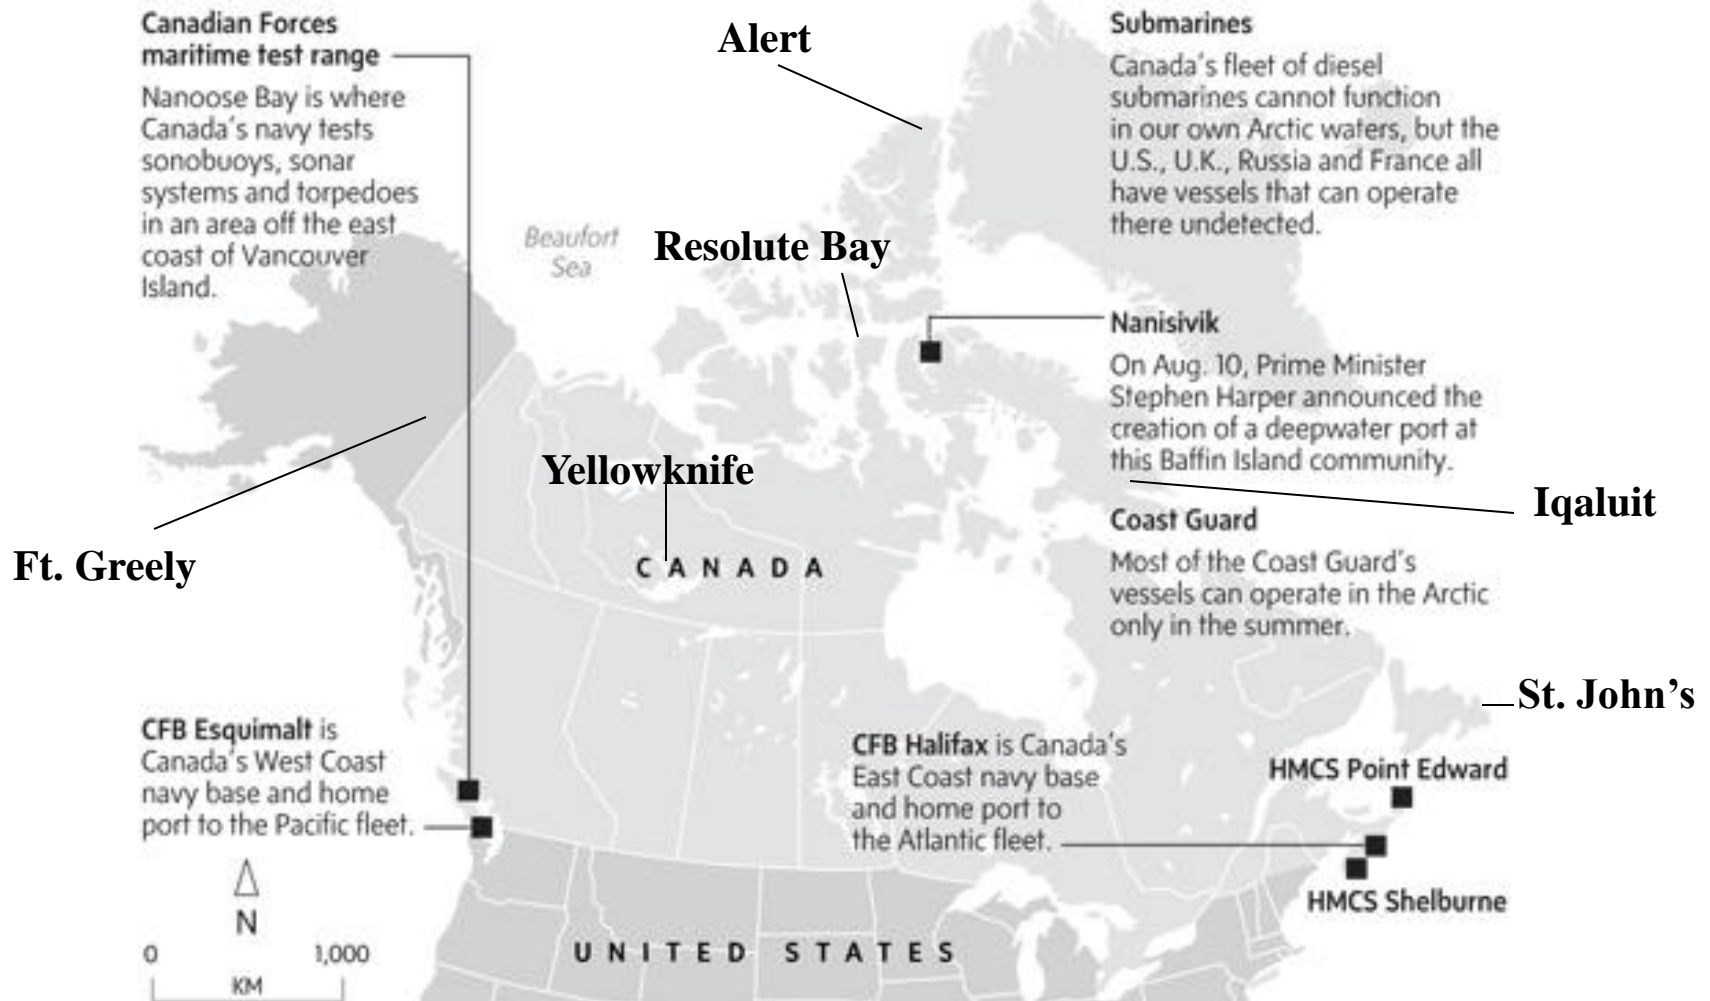 Canadian Forces
maritime test range
Nanoose Bay is where
Canada's navy tests
sonobuoys, sonar
systems and torpedoes
in an area off the east
coast of Vancouver
Island.
Alert
Submarines
Canada's fleet of diesel
submarines cannot function
in our own Arctic waters, but the
U.S., U.K., Russia and France all
have vessels that can operate
there undetected.
Beaufort
Sea
Resolute Bay
Nanisivik
On Aug. 10, Prime Minister
Stephen Harper announced the
creation of a deepwater port at
this Baffin Island community.
Yellowknife
Iqaluit
Coast Guard
Most of the Coast Guard's
vessels can operate in the Arctic
only in the summer.
Ft. Greely
CANADA
St. John’s
CFB Esquimalt is
Canada's West Coast
navy base and home
port to the Pacific fleet.
CFB Halifax is Canada's
East Coast navy base
and home port to
the Atlantic fleet.
HMCS Point Edward
HMCS Shelburne
N
0 1,000
KM
UNITED STATES